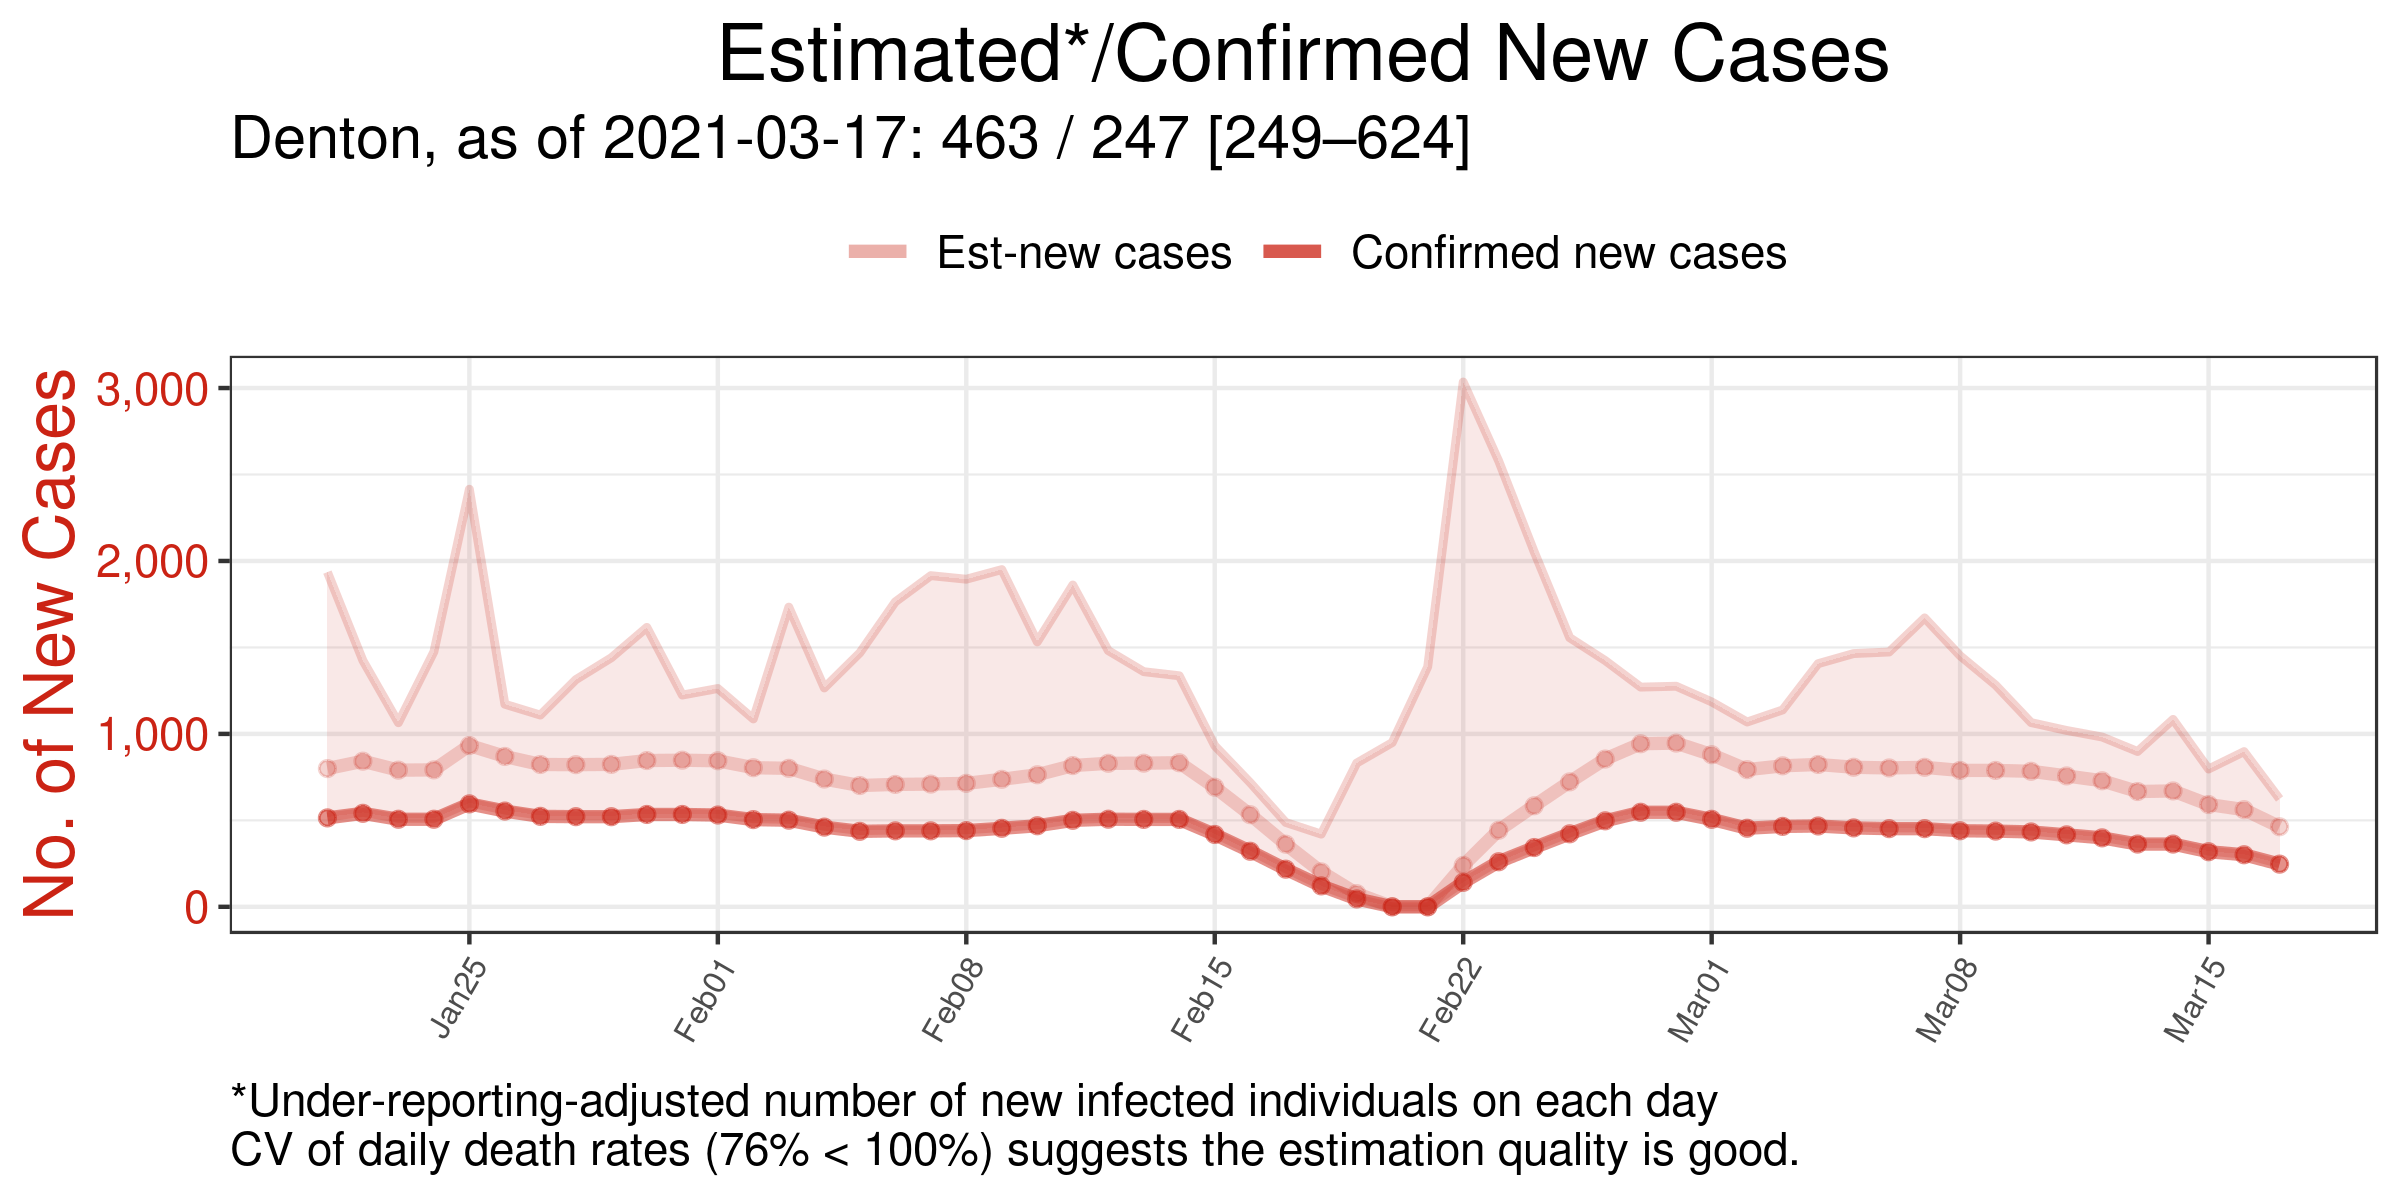 Estimated*/Confirmed New Cases
Denton, as of 2021-03-17: 463 / 247 [249–624]
Est-new cases Confirmed new cases
No. of New Cases
3,000
2,000
1,000
0
Jan25 Feb01 Feb08 Feb15 Feb22 Mar01 Mar08 Mar15
*Under-reporting-adjusted number of new infected individuals on each day
CV of daily death rates (76% < 100%) suggests the estimation quality is good.